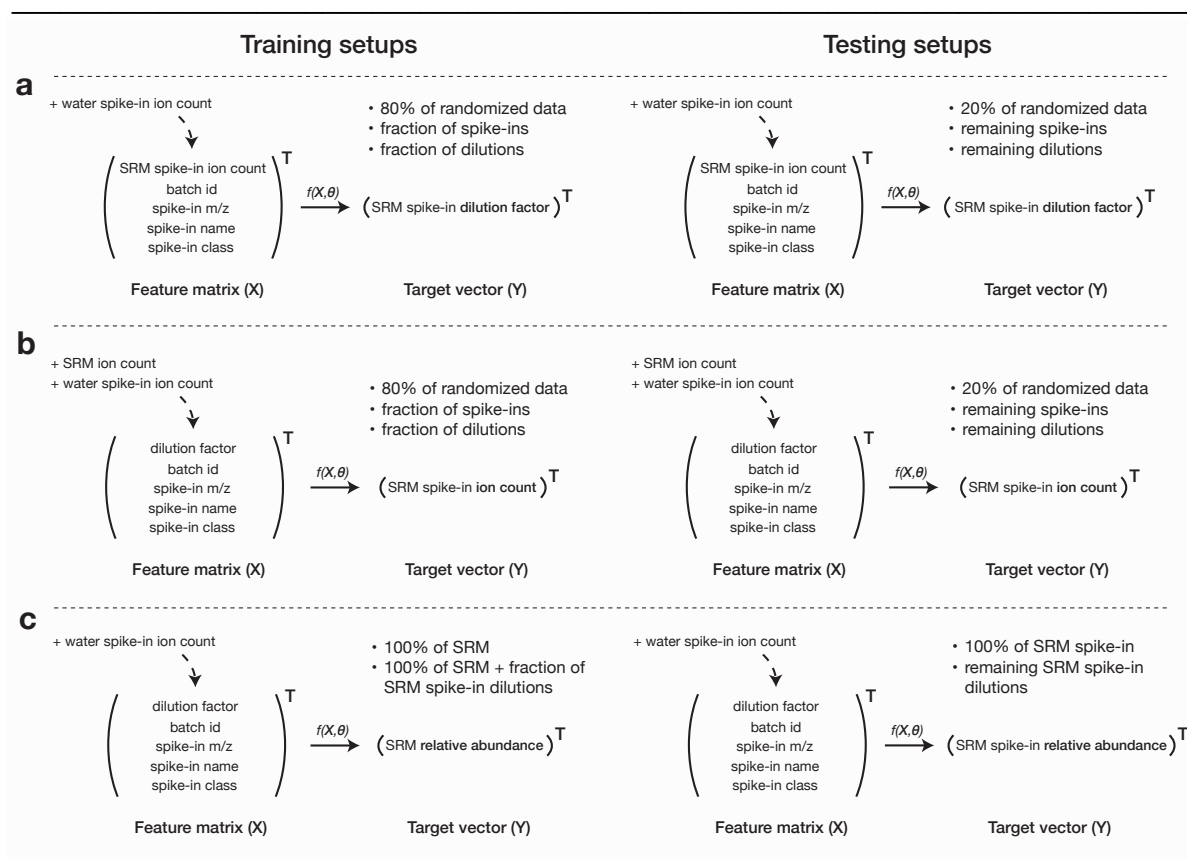 Training setups
Testing setups
a
+ water spike-in ion count
• 80% of randomized data
• fraction of spike-ins
• fraction of dilutions
SRM spike-in ion count
batch id
spike-in m/z
spike-in name
spike-in class
T
f(X,θ)
(SRM spike-in dilution factor)T
Feature matrix (X)
Target vector (Y)
+ water spike-in ion count
• 20% of randomized data
• remaining spike-ins
• remaining dilutions
SRM spike-in ion count
batch id
spike-in m/z
spike-in name
spike-in class
T
f(X,θ)
(SRM spike-in dilution factor)T
Feature matrix (X)
Target vector (Y)
b
+ SRM ion count
+ water spike-in ion count
• 80% of randomized data
• fraction of spike-ins
• fraction of dilutions
dilution factor
batch id
spike-in m/z
spike-in name
spike-in class
T
f(X,θ)
(SRM spike-in ion count)T
Feature matrix (X)
Target vector (Y)
+ SRM ion count
+ water spike-in ion count
• 20% of randomized data
• remaining spike-ins
• remaining dilutions
dilution factor
batch id
spike-in m/z
spike-in name
spike-in class
T
f(X,θ)
(SRM spike-in ion count)T
Feature matrix (X)
Target vector (Y)
c
+ water spike-in ion count
• 100% of SRM
• 100% of SRM + fraction of
SRM spike-in dilutions
dilution factor
batch id
spike-in m/z
spike-in name
spike-in class
T
f(X,θ)
(SRM relative abundance)T
Feature matrix (X)
Target vector (Y)
+ water spike-in ion count
• 100% of SRM spike-in
• remaining SRM spike-in
dilutions
dilution factor
batch id
spike-in m/z
spike-in name
spike-in class
T
f(X,θ)
(SRM spike-in relative abundance)T
Feature matrix (X)
Target vector (Y)